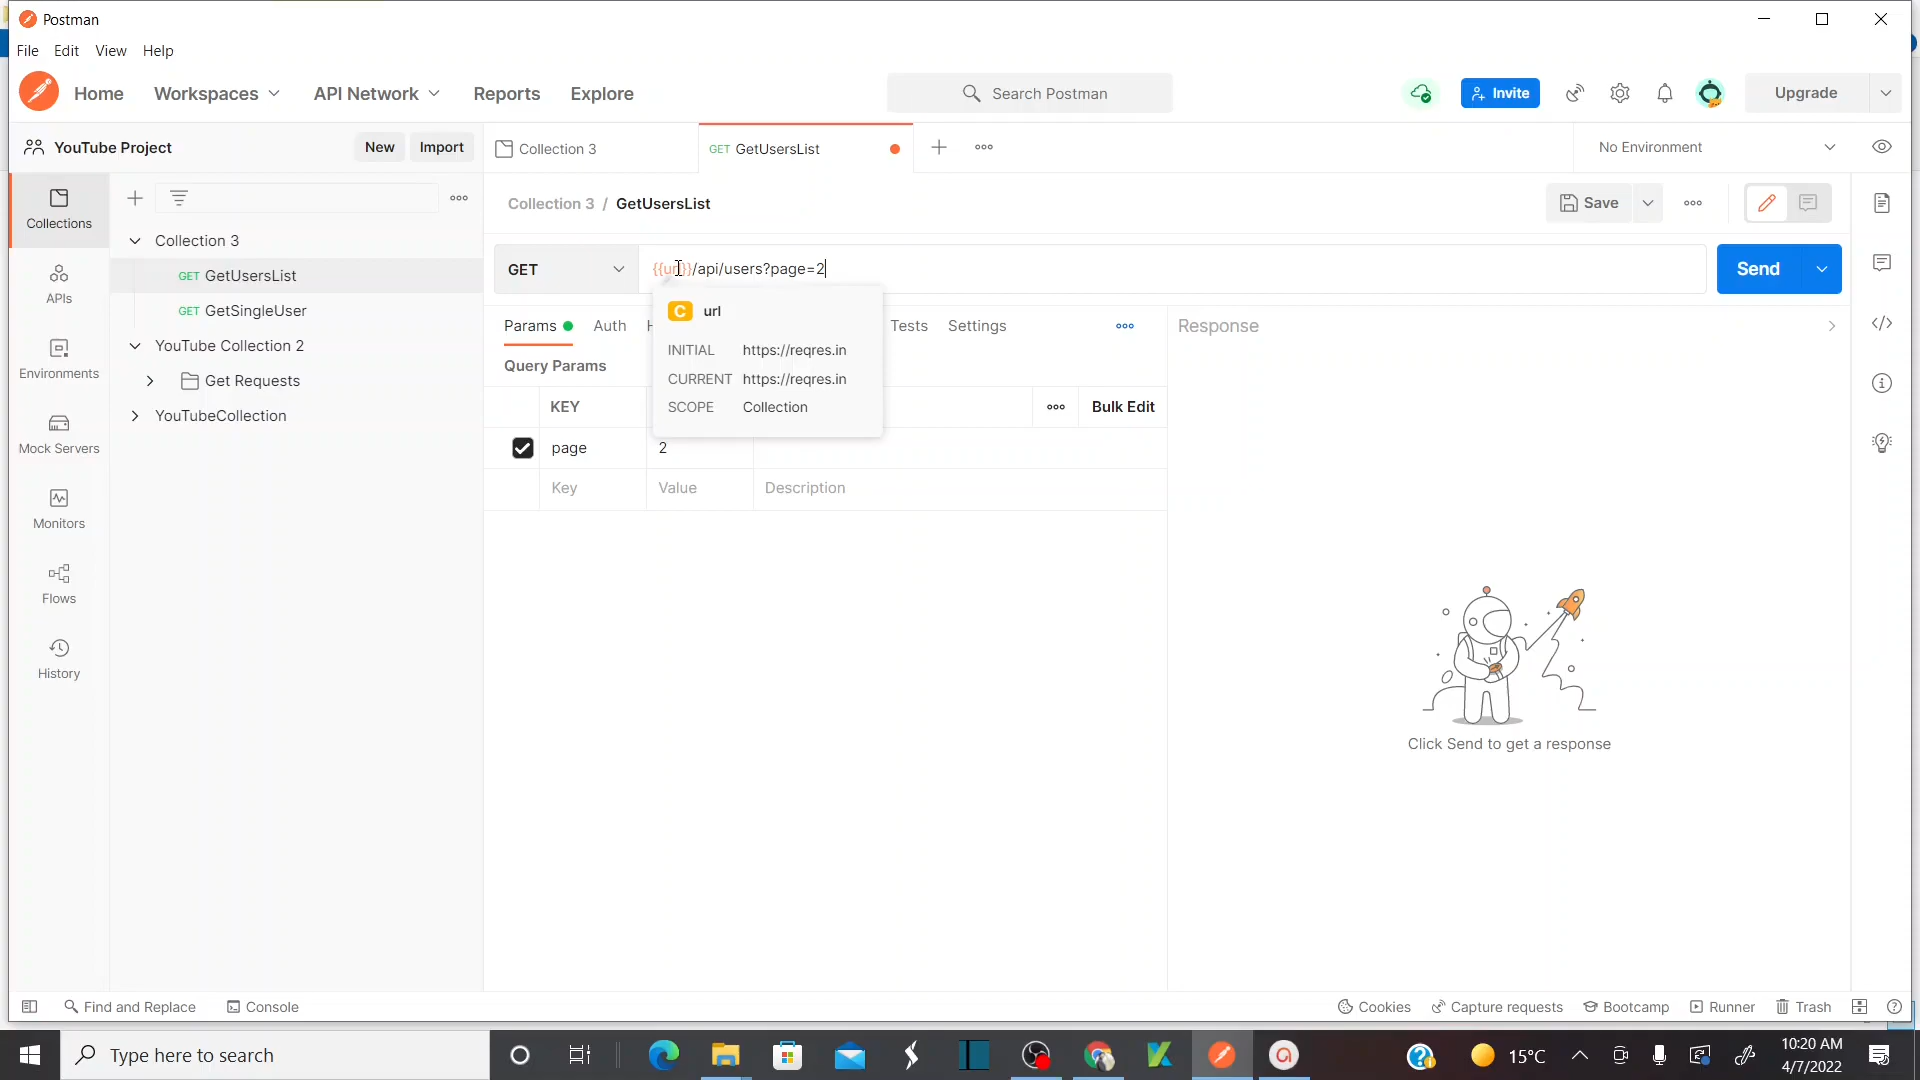 Postman
File Edit View Help
Home Workspaces API Network Reports Explore Search Postman Invite Upgrade
YouTube Project New Import Collection 3 GET GetUsersList No Environment
Collections
APIs
Environments
Mock Servers
Monitors
Flows
History
Collection 3
GET GetUsersList
GET GetSingleUser
YouTube Collection 2
Get Requests
YouTubeCollection
Collection 3 / GetUsersList Save
GET {{url}}/api/users?page=2 Send
C url
INITIAL https://reqres.in
CURRENT https://reqres.in
SCOPE Collection
Params Auth Tests Settings
Query Params
KEY Bulk Edit
page 2
Key Value Description
Response
Click Send to get a response
Find and Replace Console Cookies Capture requests Bootcamp Runner Trash
Type here to search 15°C 10:20 AM
4/7/2022